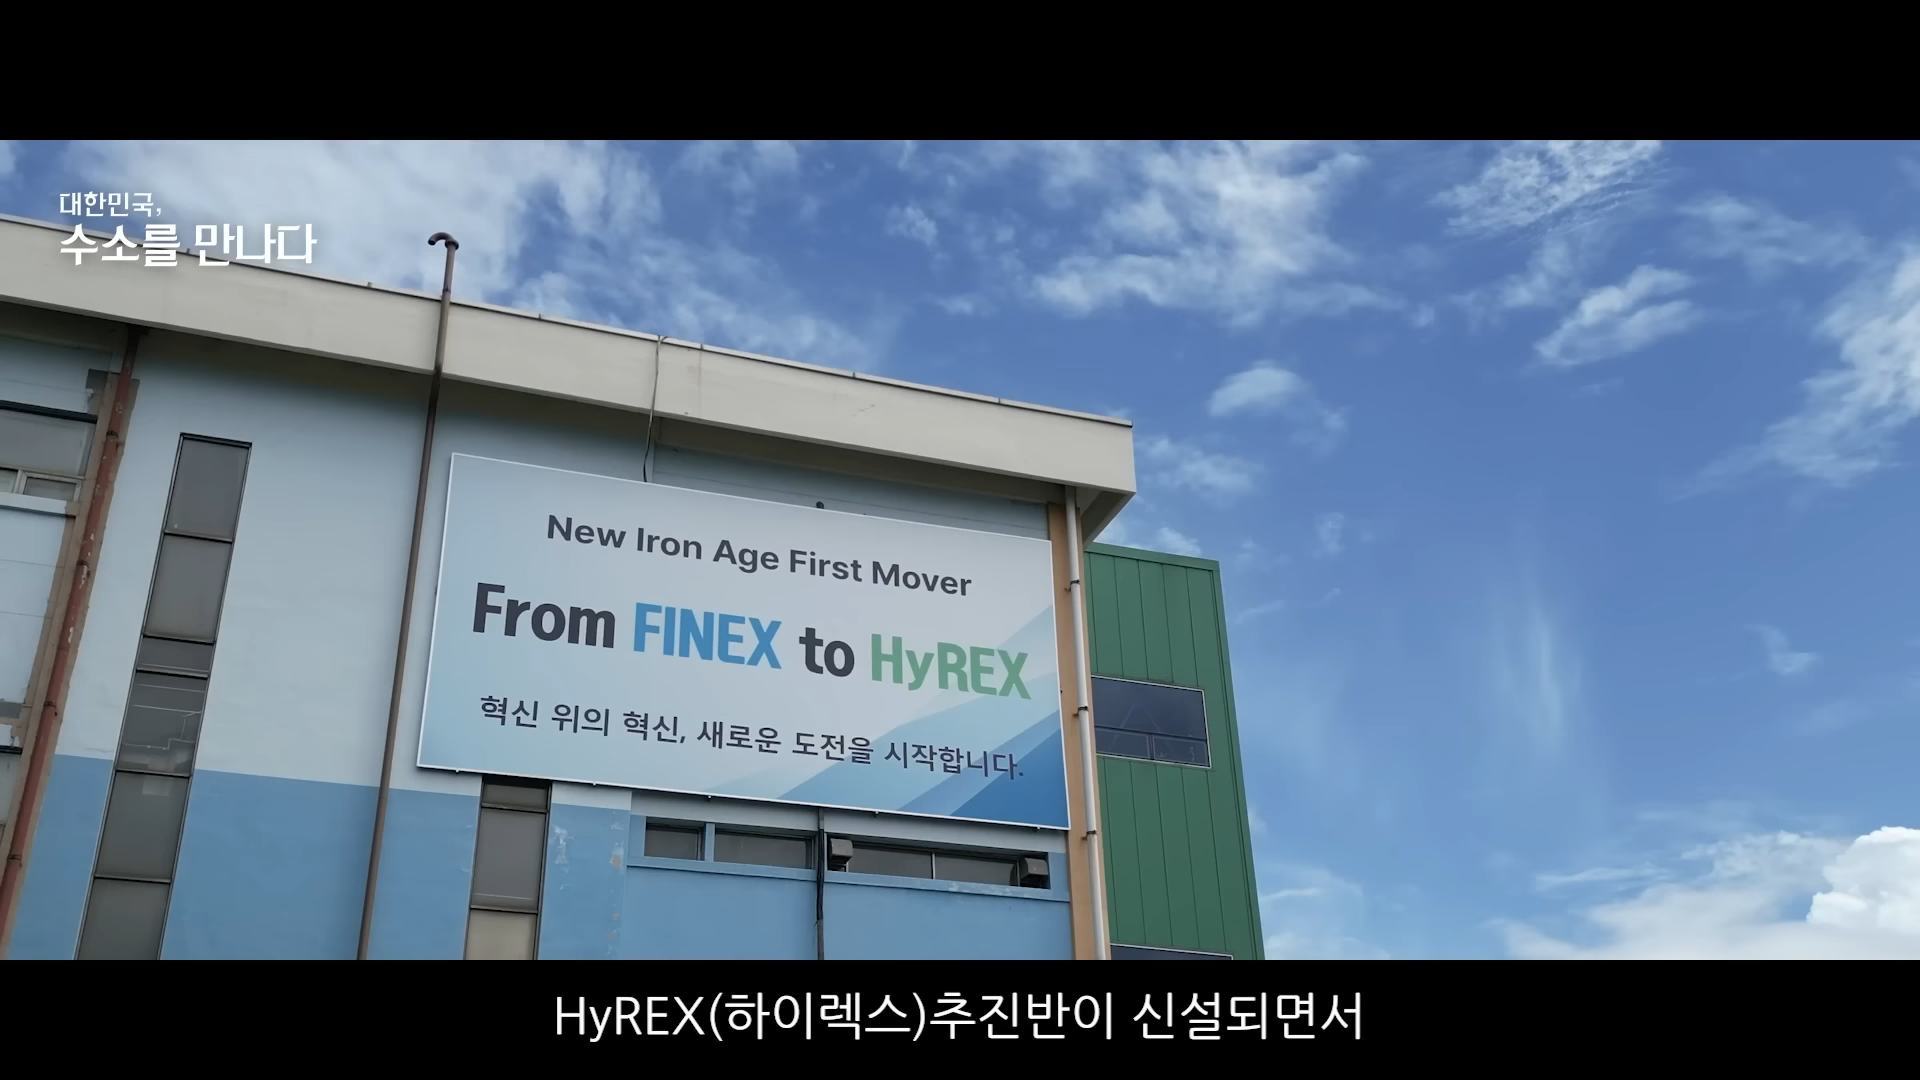 대한민국,
수소를 만나다
New Iron Age First Mover
From FINEX to HyREX
혁신 위의 혁신, 새로운 도전을 시작합니다.
HyREX(하이렉스)추진반이 신설되면서